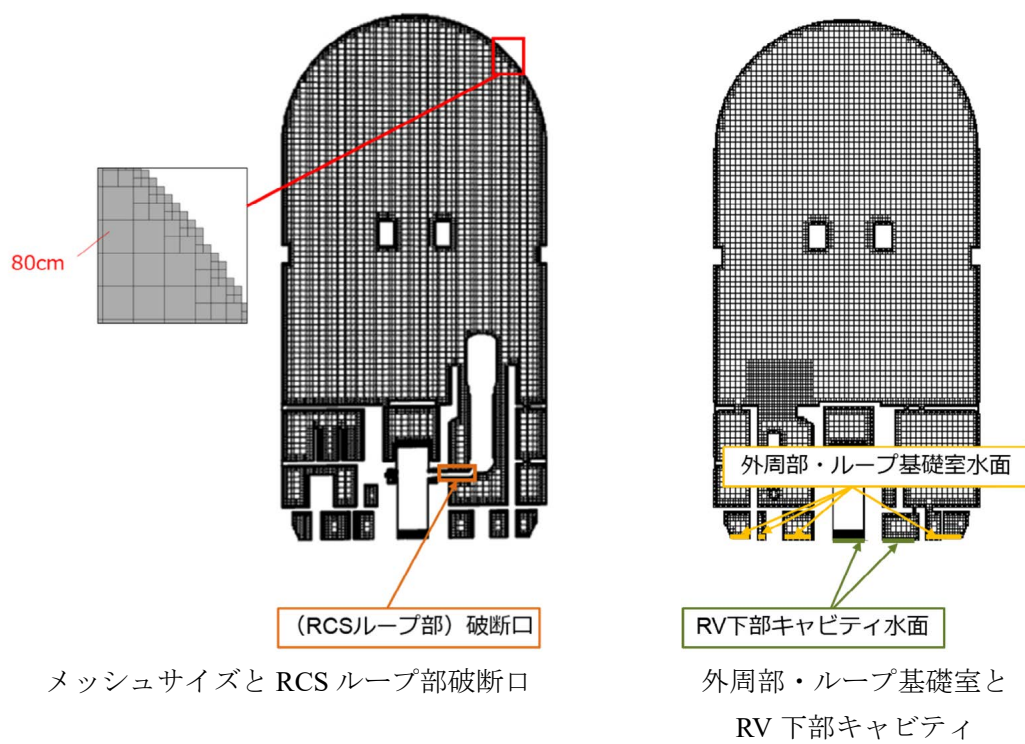 80cm
外周部・ループ基礎室水面
（RCSループ部）破断口
RV下部キャビティ水面
メッシュサイズと RCS ループ部破断口
外周部・ループ基礎室と
RV 下部キャビティ